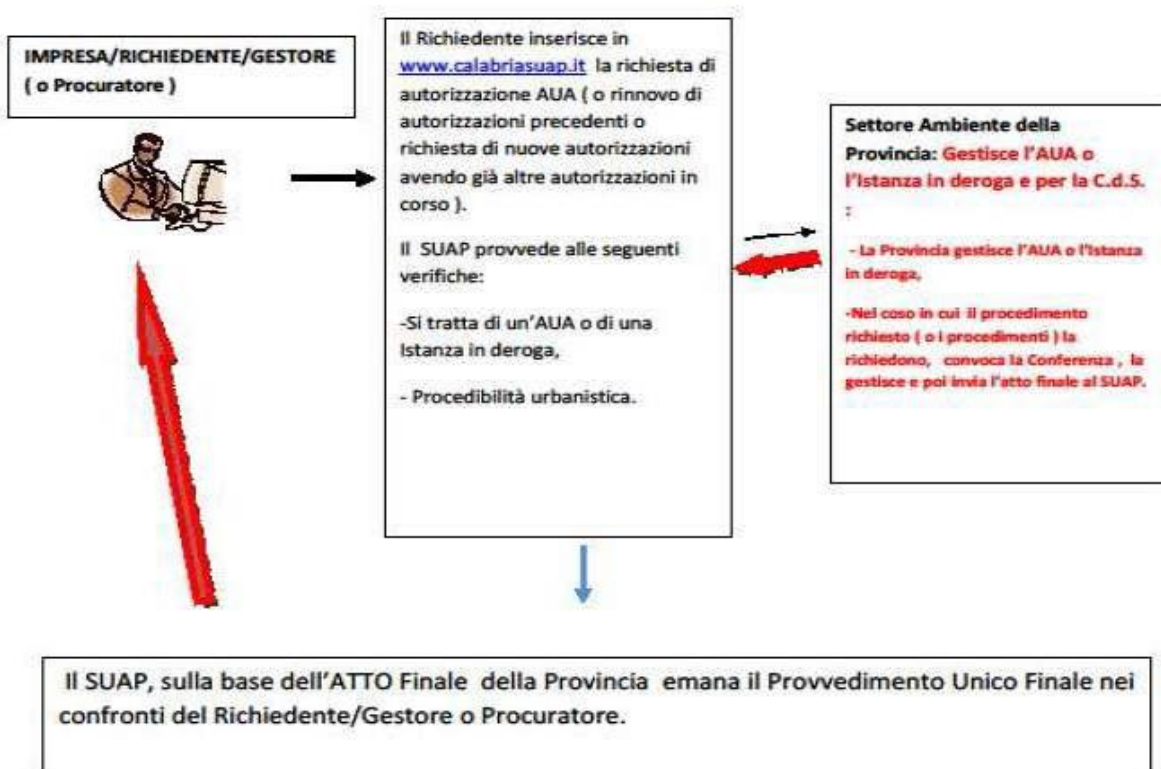 IMPRESA/RICHIEDENTE/GESTORE
( o Procuratore )
Il Richiedente inserisce in
www.calabriasuap.it la richiesta di
autorizzazione AUA ( o rinnovo di
autorizzazioni precedenti o
richiesta di nuove autorizzazioni
avendo già altre autorizzazioni in
corso ).
Il SUAP provvede alle seguenti
verifiche:
-Si tratta di un'AUA o di una
Istanza in deroga,
- Procedibilità urbanistica.
Settore Ambiente della
Provincia: Gestisce l'AUA o
l'Istanza in deroga e per la C.d.S.
:
- La Provincia gestisce l'AUA o l'Istanza
in deroga,
-Nel coso in cui il procedimento
richiesto ( o i procedimenti ) la
richiedono, convoca la Conferenza , la
gestisce e poi invia l'atto finale al SUAP.
Il SUAP, sulla base dell'ATTO Finale della Provincia emana il Provvedimento Unico Finale nei
confronti del Richiedente/Gestore o Procuratore.